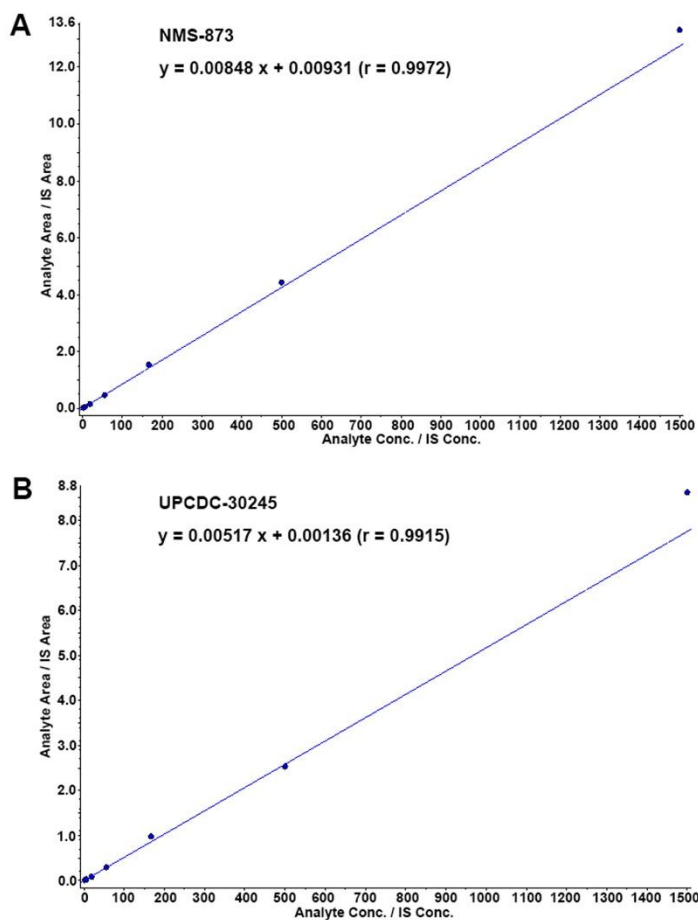 A
NMS-873
y = 0.00848 x + 0.00931 (r = 0.9972)
Analyte Area / IS Area
13.6
12.0
10.0
8.0
6.0
4.0
2.0
0.0
0 100 200 300 400 500 600 700 800 900 1000 1100 1200 1300 1400 1500
Analyte Conc. / IS Conc.
B
UPCDC-30245
y = 0.00517 x + 0.00136 (r = 0.9915)
Analyte Area / IS Area
8.8
8.0
7.0
6.0
5.0
4.0
3.0
2.0
1.0
0.0
0 100 200 300 400 500 600 700 800 900 1000 1100 1200 1300 1400 1500
Analyte Conc. / IS Conc.